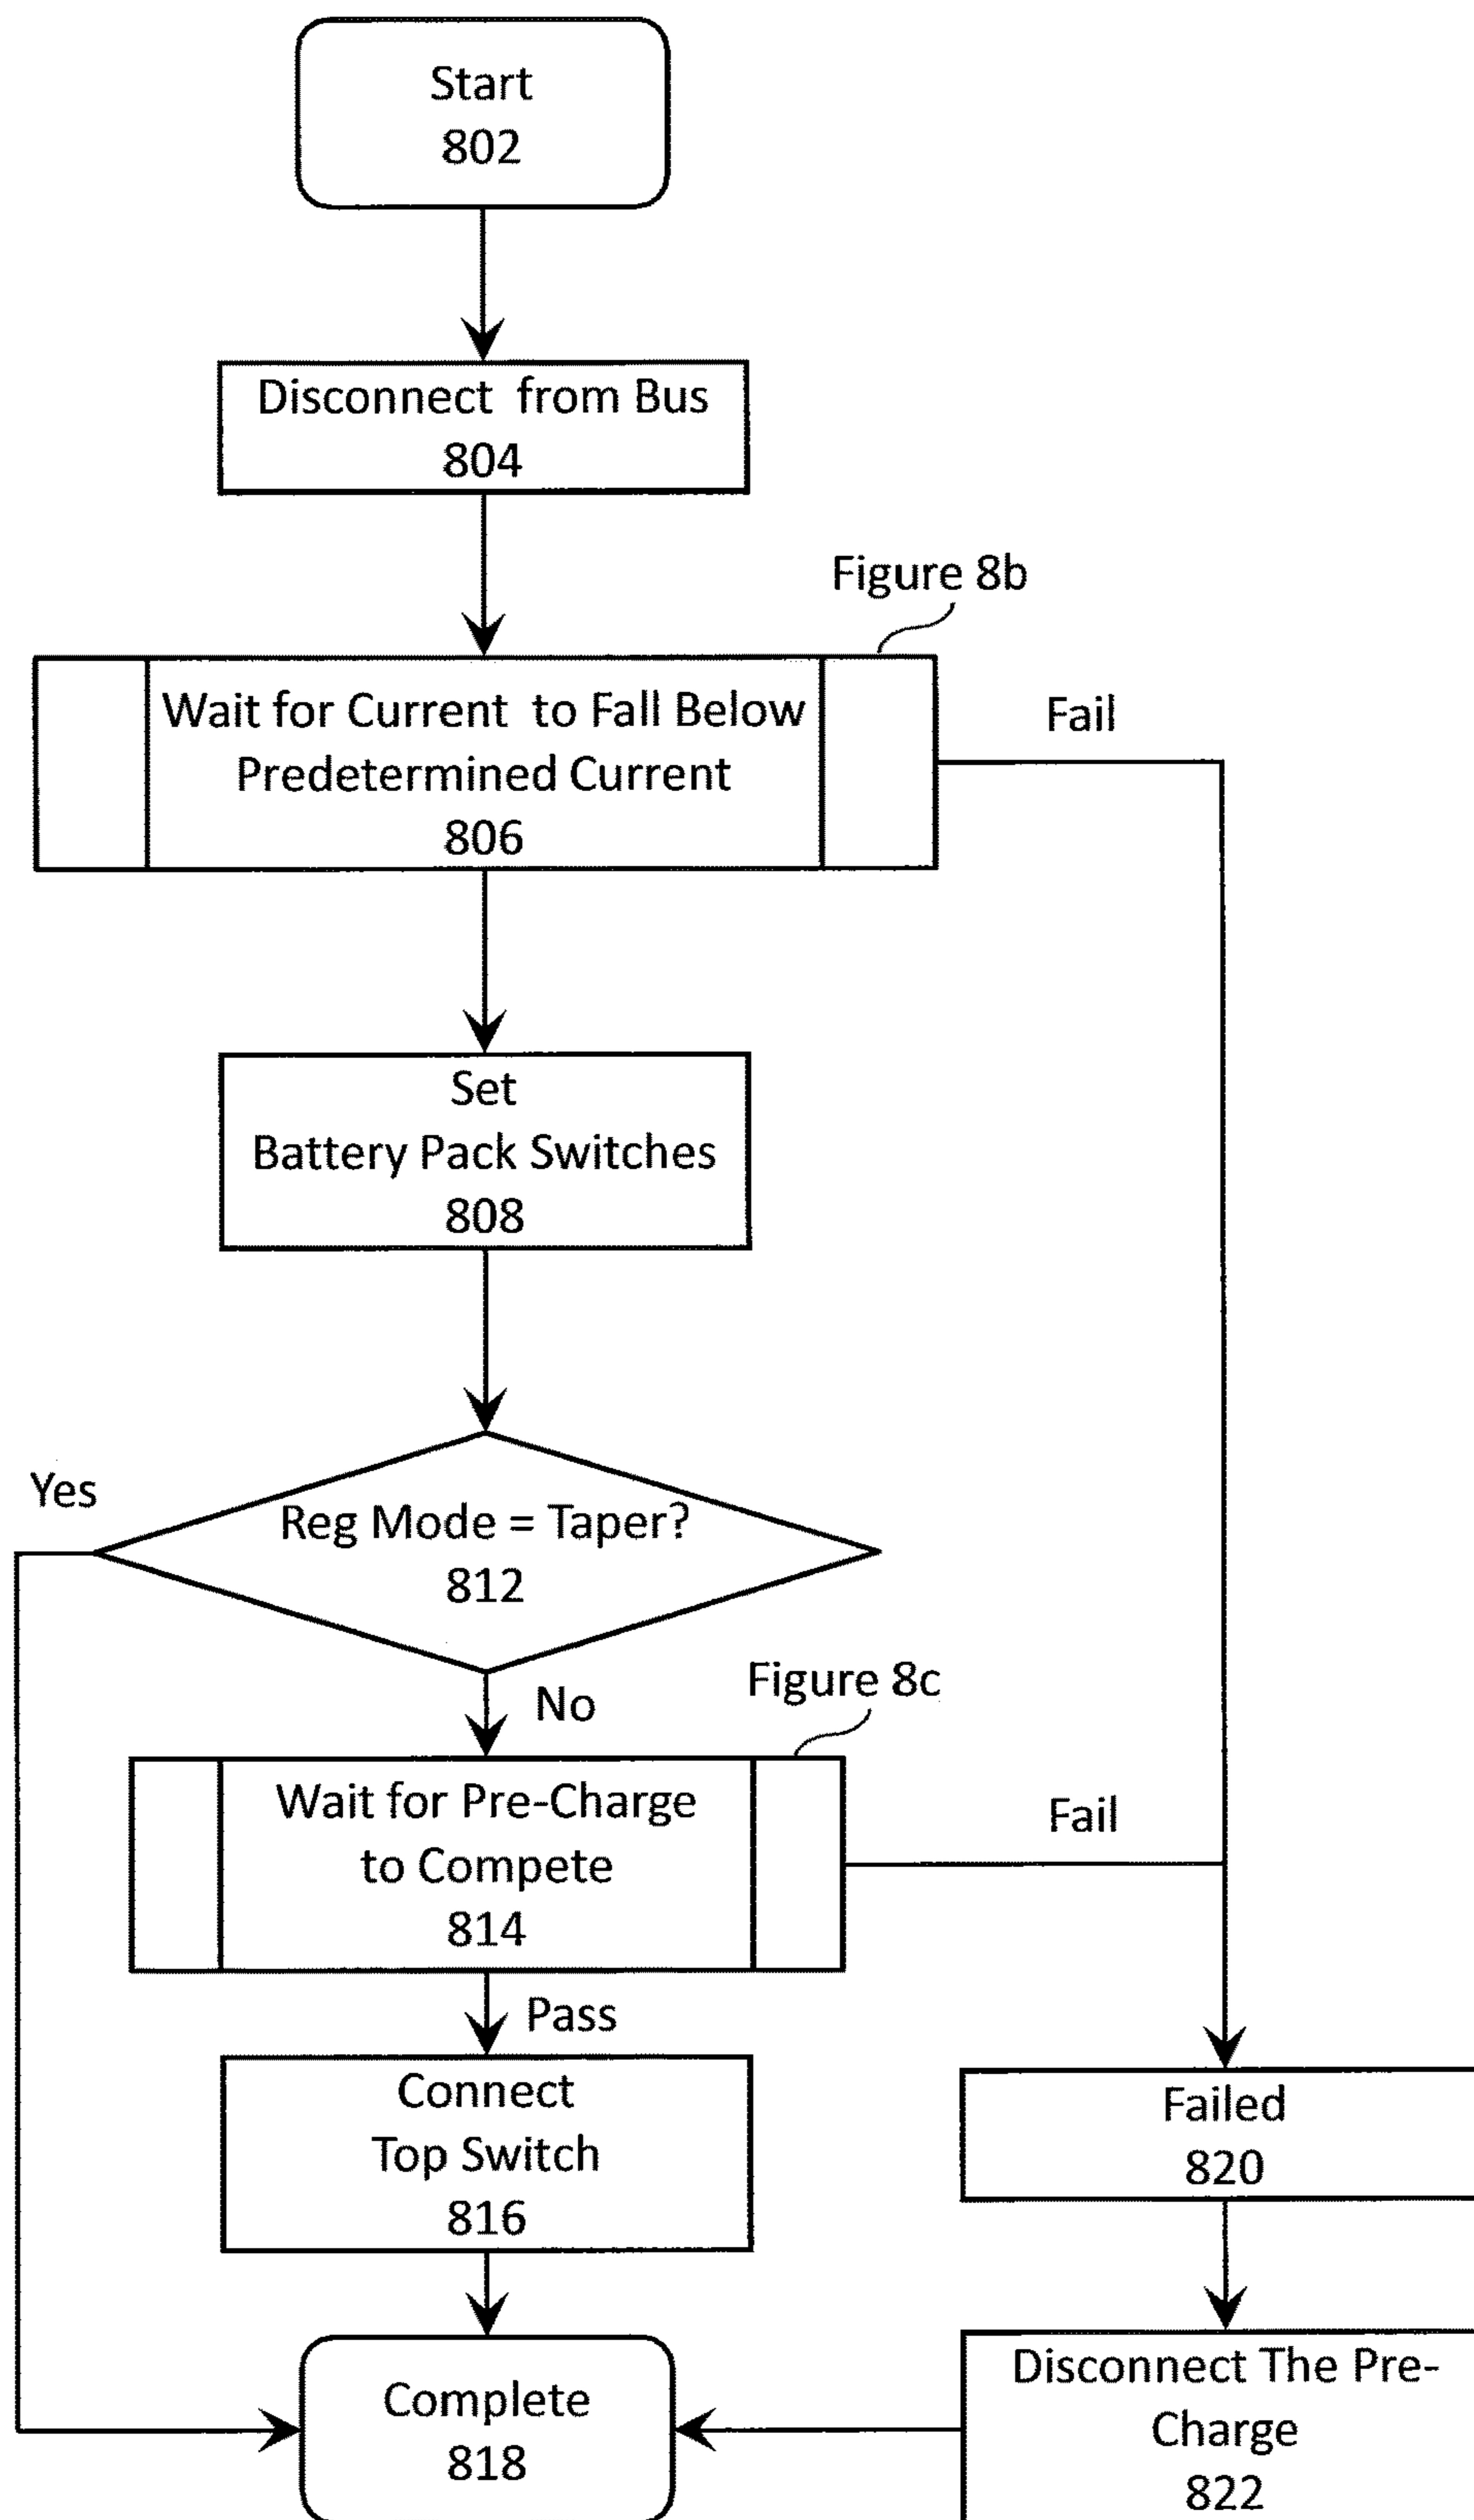 Start
802
Disconnect from Bus
804
Figure 8b
Wait for Current to Fall Below
Predetermined Current
806
Fail
Set
Battery Pack Switches
808
Yes
Reg Mode = Taper?
812
No
Figure 8c
Wait for Pre-Charge
to Compete
814
Fail
Pass
Connect
Top Switch
816
Failed
820
Complete
818
Disconnect The Pre-
Charge
822